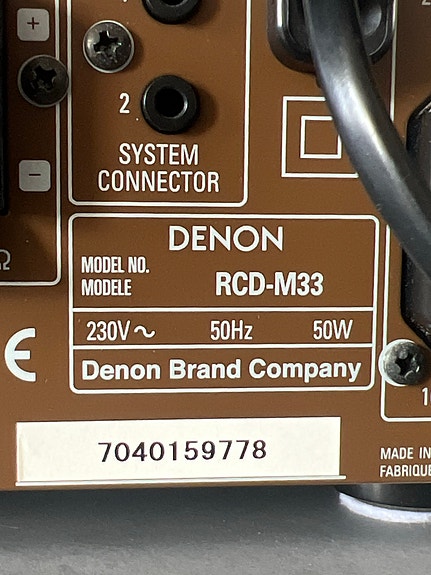 +
2
SYSTEM
CONNECTOR
−
Ω
DENON
MODEL NO.
MODELE
RCD-M33
230V～ 50Hz 50W
Denon Brand Company
CE
7040159778
MADE IN
FABRIQUE